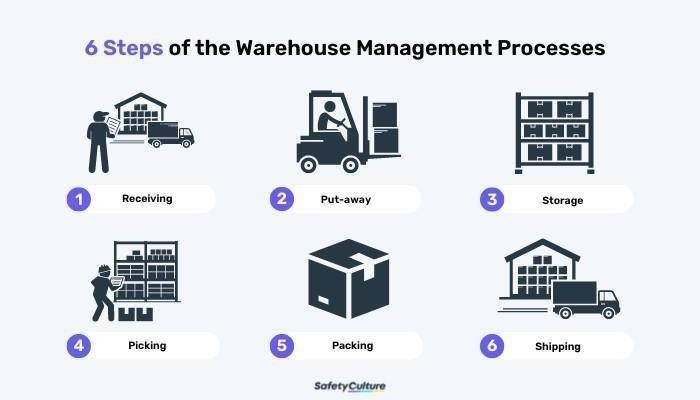 6 Steps of the Warehouse Management Processes
1 Receiving
2 Put-away
3 Storage
4 Picking
5 Packing
6 Shipping
SafetyCulture